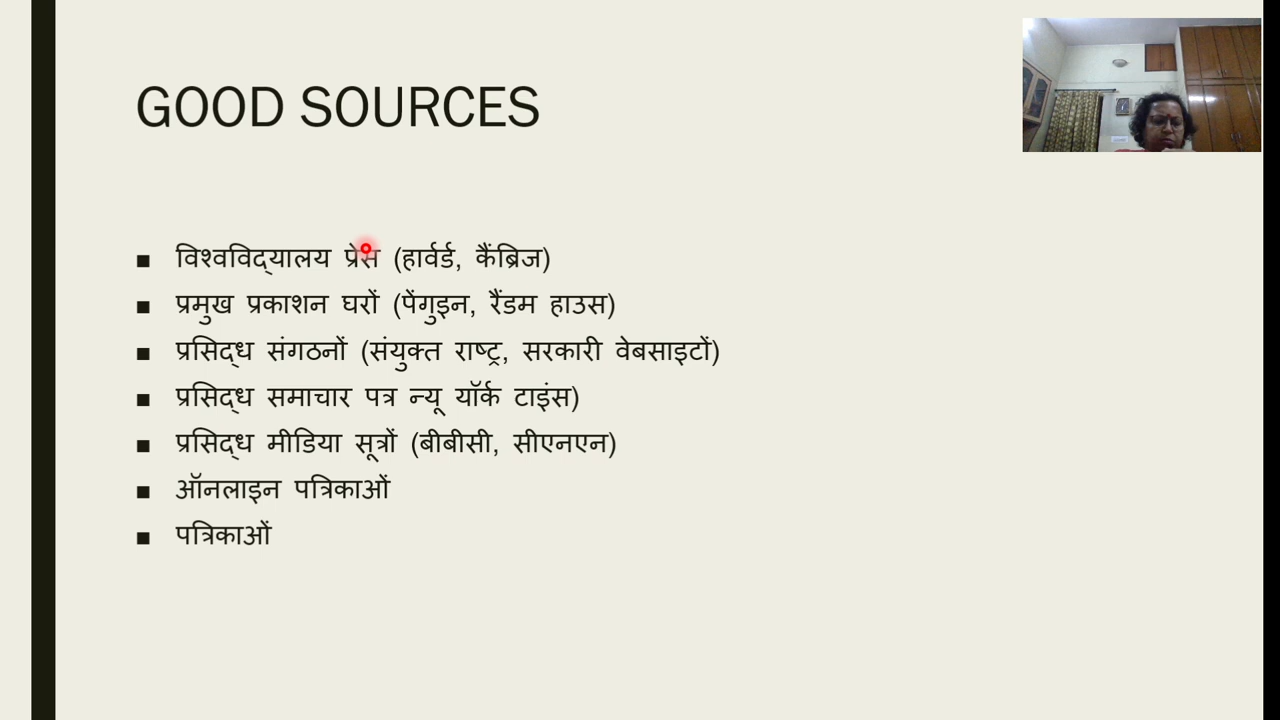 GOOD SOURCES
■ विश्वविद्यालय प्रेस (हार्वर्ड, कैंब्रिज)
■ प्रमुख प्रकाशन घरों (पेंगुइन, रैंडम हाउस)
■ प्रसिद्ध संगठनों (संयुक्त राष्ट्र, सरकारी वेबसाइटों)
■ प्रसिद्ध समाचार पत्र न्यू यॉर्क टाइंस)
■ प्रसिद्ध मीडिया सूत्रों (बीबीसी, सीएनएन)
■ ऑनलाइन पत्रिकाओं
■ पत्रिकाओं